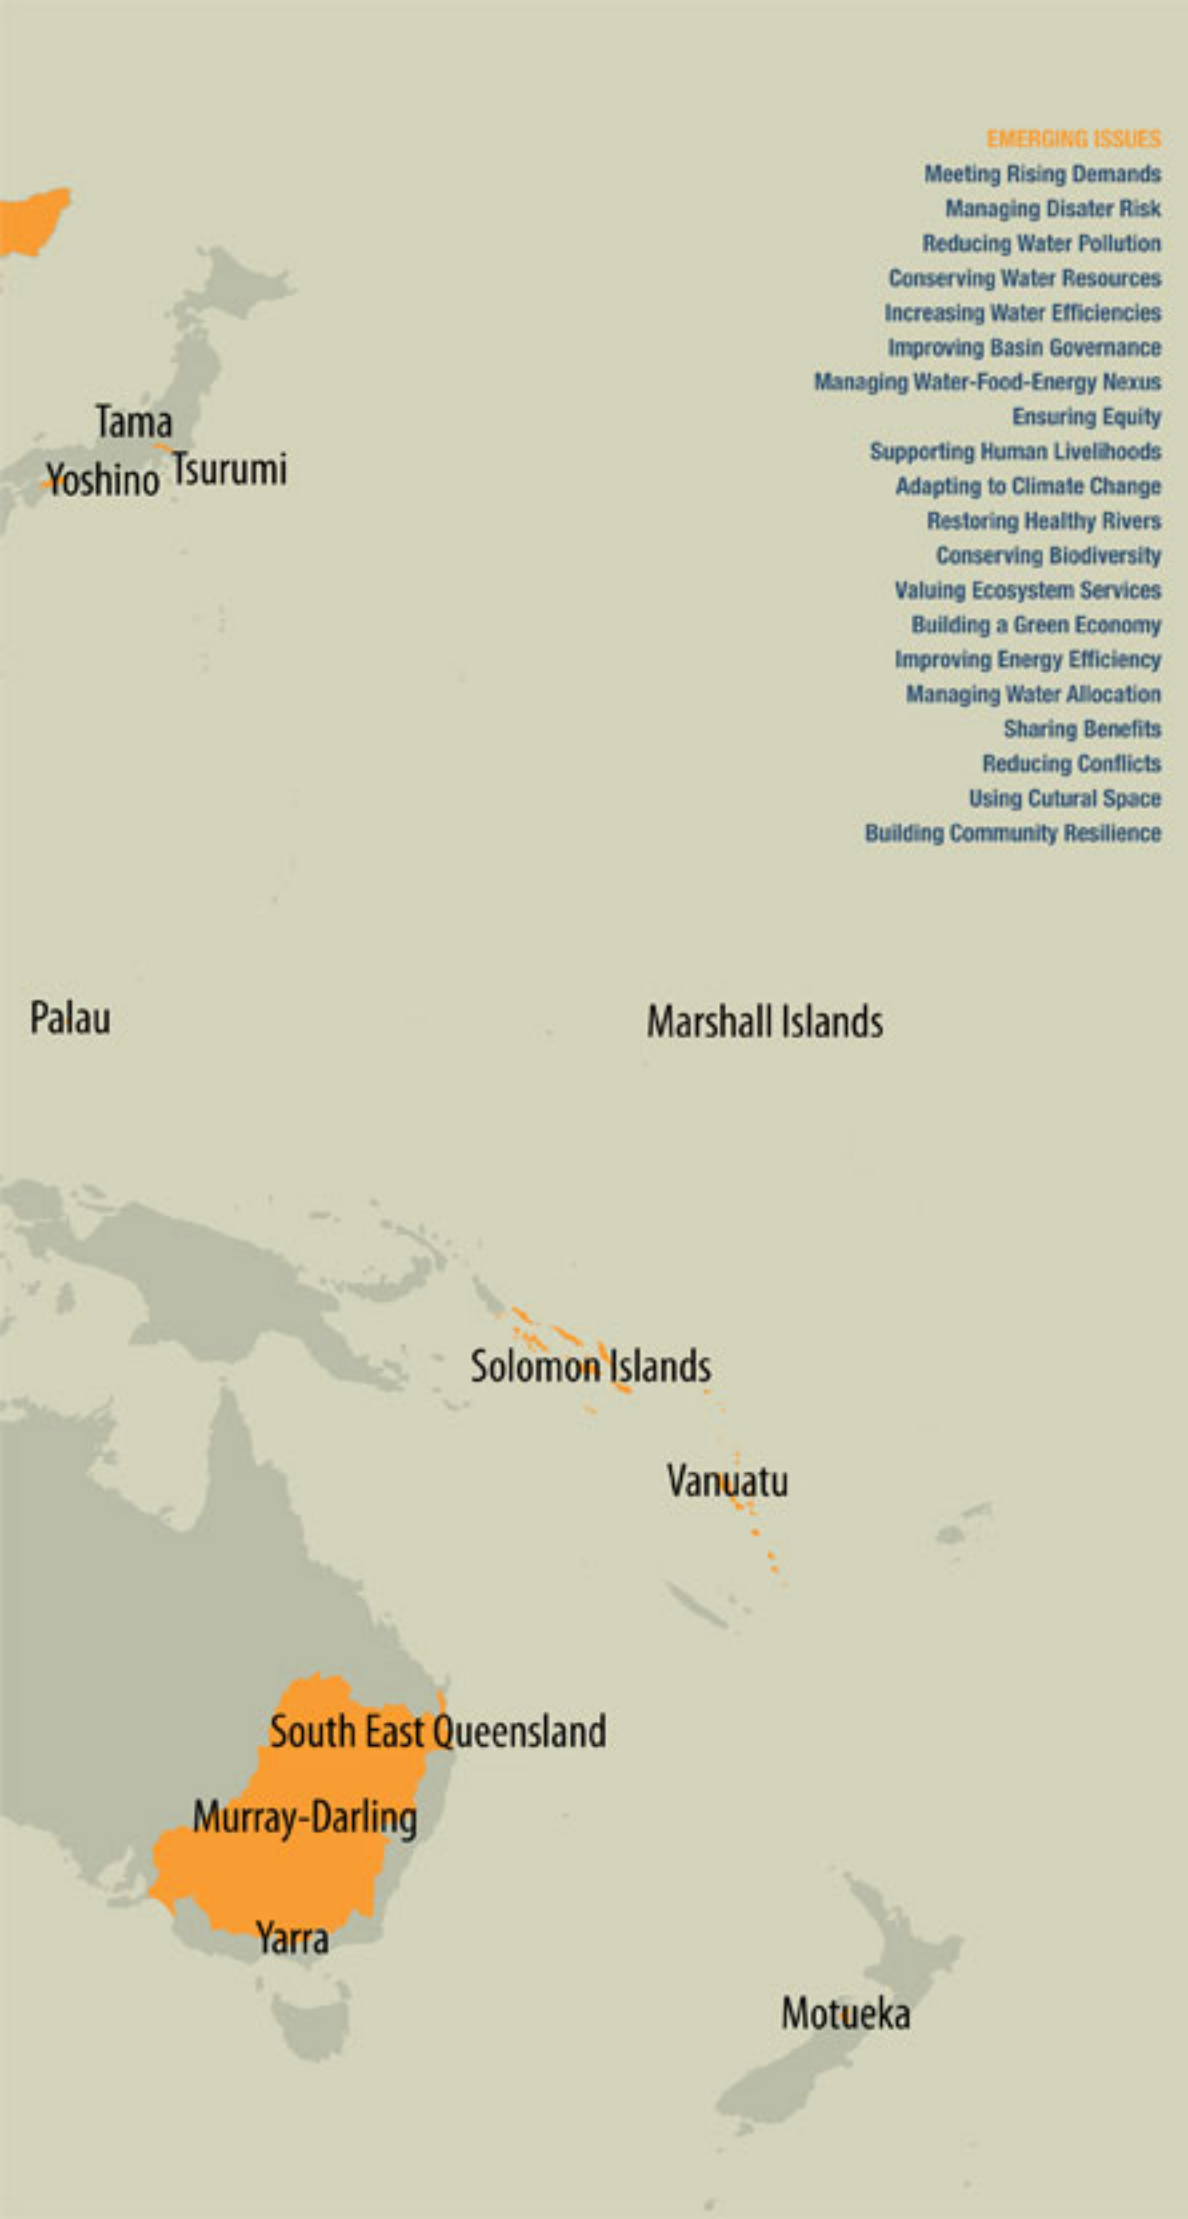 EMERGING ISSUES
Meeting Rising Demands
Managing Disater Risk
Reducing Water Pollution
Conserving Water Resources
Increasing Water Efficiencies
Improving Basin Governance
Managing Water-Food-Energy Nexus
Ensuring Equity
Supporting Human Livelihoods
Adapting to Climate Change
Restoring Healthy Rivers
Conserving Biodiversity
Valuing Ecosystem Services
Building a Green Economy
Improving Energy Efficiency
Managing Water Allocation
Sharing Benefits
Reducing Conflicts
Using Cutural Space
Building Community Resilience
Tama
Yoshino
Tsurumi
Palau
Marshall Islands
Solomon Islands
Vanuatu
South East Queensland
Murray-Darling
Yarra
Motueka